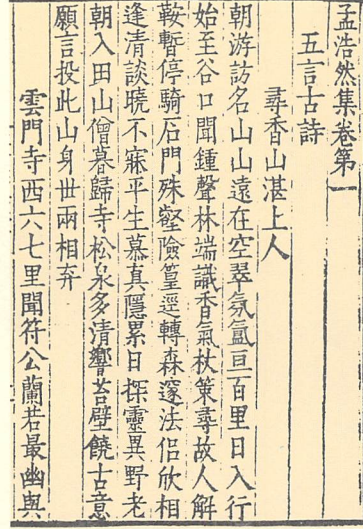 孟浩然集卷第一
五言古詩
尋香山湛上人
朝游訪名山山遠在空翠氛氳亘百里日入行
始至谷口聞鍾聲林端識香氣杖策尋故人解
鞍暫停騎石門殊壑險篁逕轉森邃法侶欣相
逢清談曉不寐平生慕真隱累日探靈異野老
朝入田山僧暮歸寺松泉多清響苔壁饒古意
願言投此山身世兩相弃
雲門寺西六七里聞符公蘭若最幽與